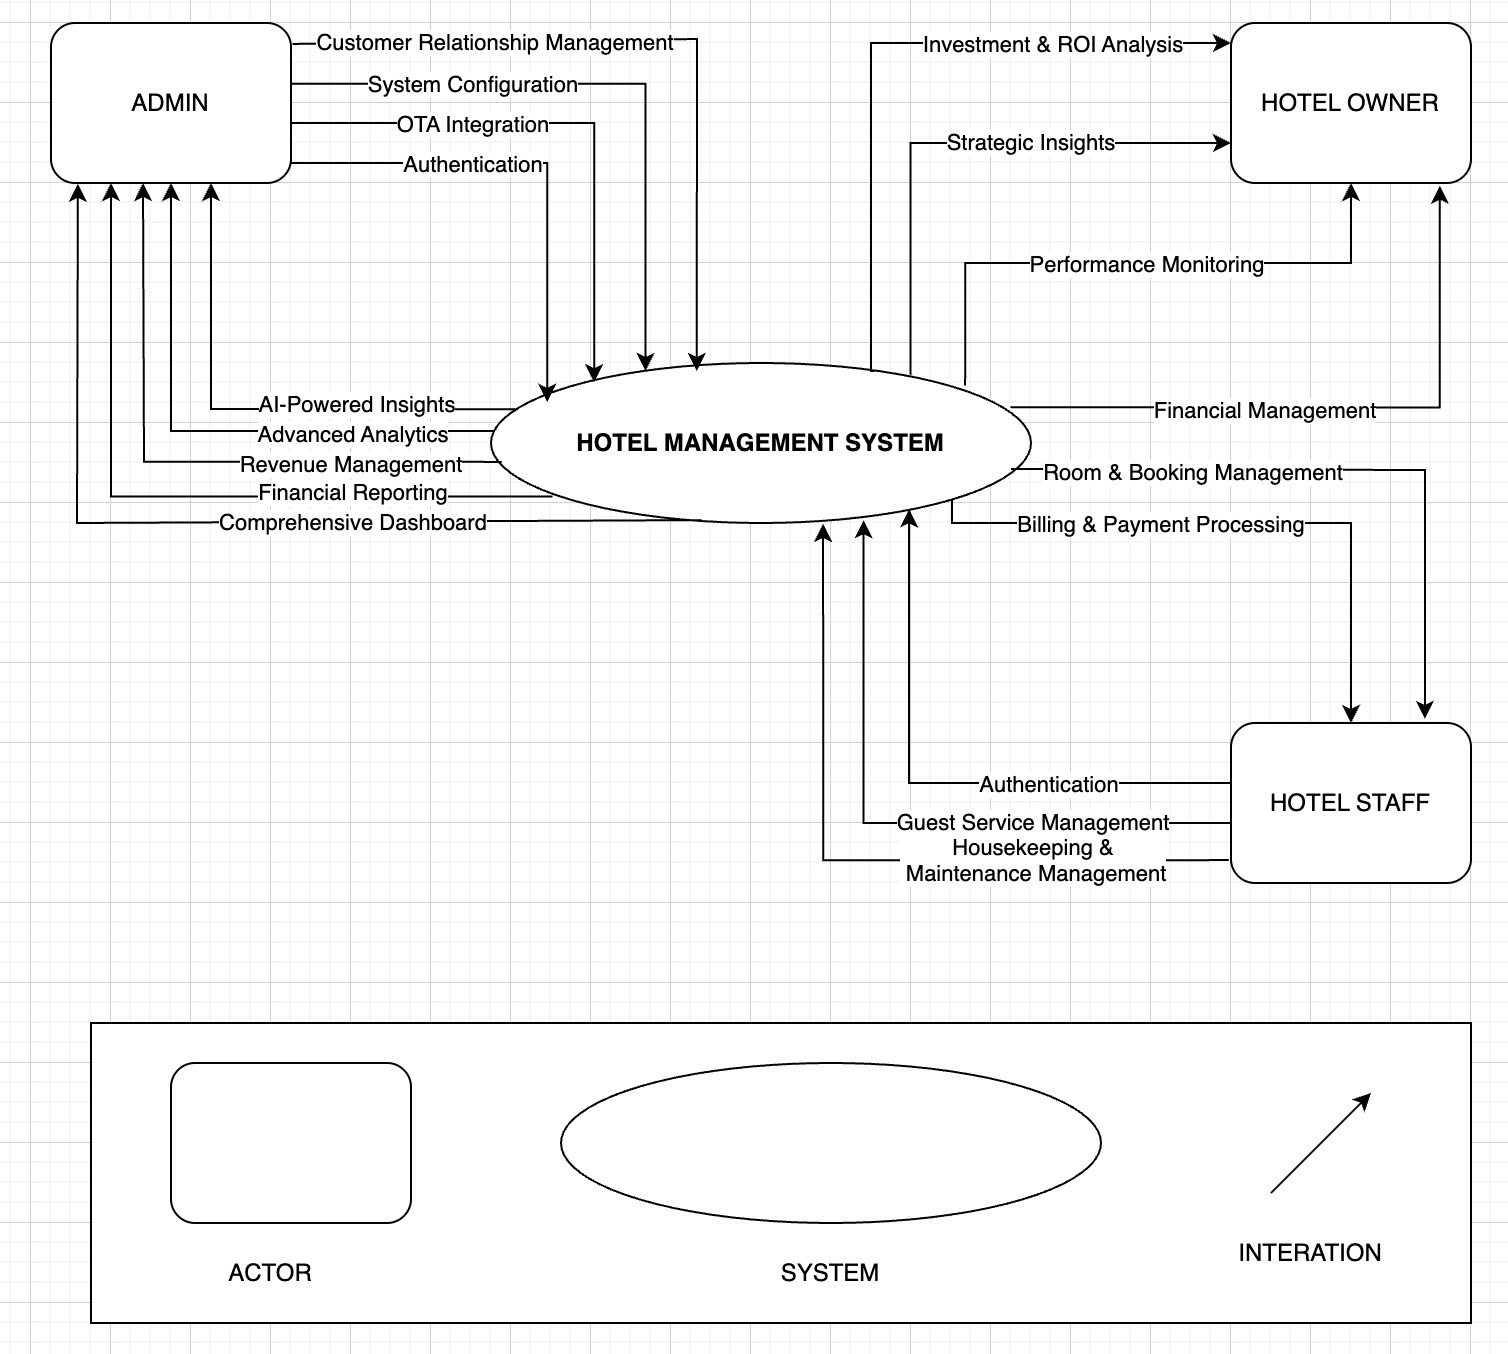 ADMIN
Customer Relationship Management
System Configuration
OTA Integration
Authentication
Investment & ROI Analysis
HOTEL OWNER
Strategic Insights
Performance Monitoring
Financial Management
AI-Powered Insights
Advanced Analytics
Revenue Management
Financial Reporting
Comprehensive Dashboard
HOTEL MANAGEMENT SYSTEM
Room & Booking Management
Billing & Payment Processing
Authentication
Guest Service Management
Housekeeping &
Maintenance Management
HOTEL STAFF
ACTOR
SYSTEM
INTERATION